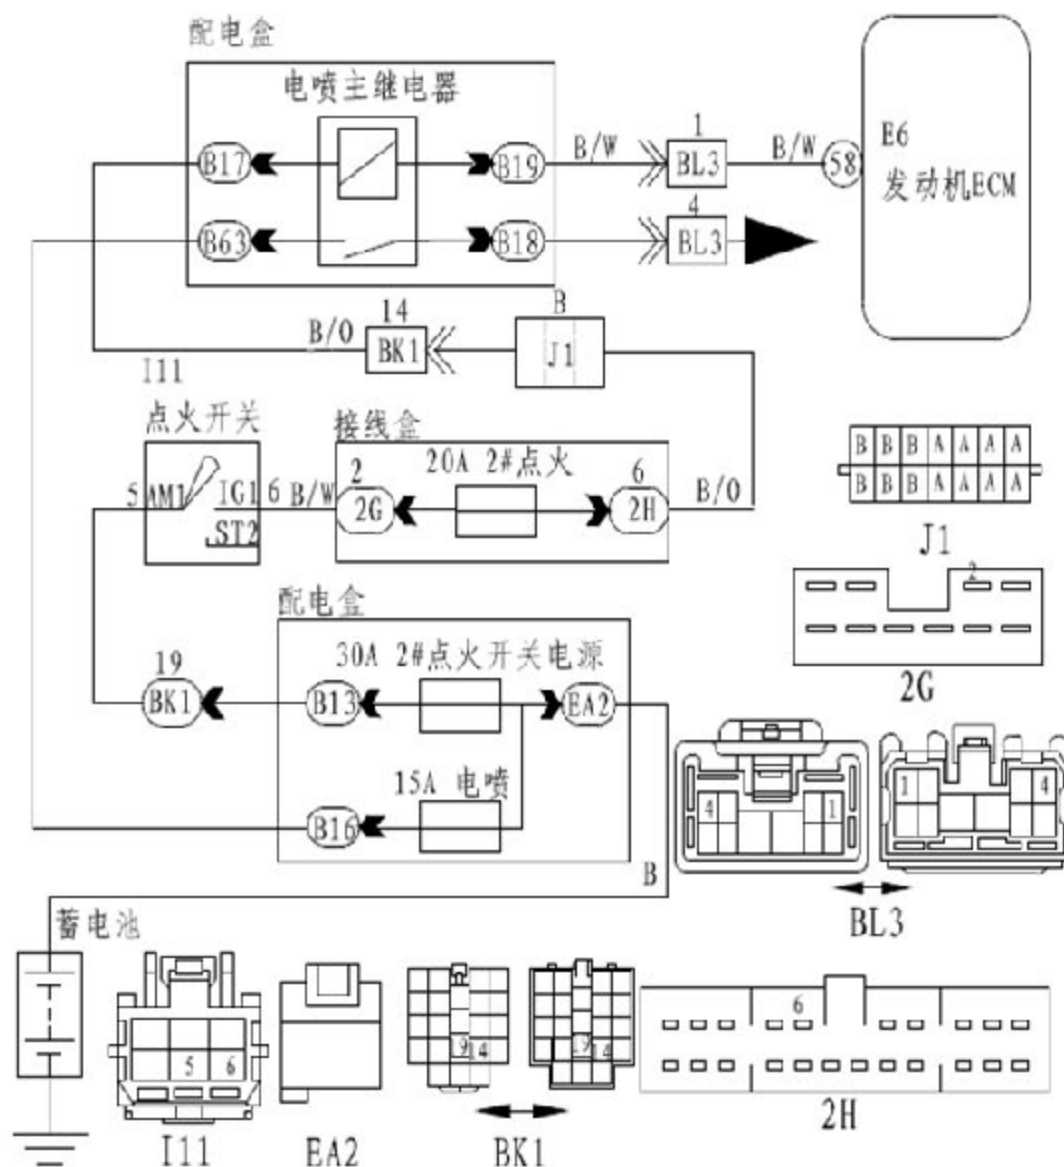 配电盒
电喷主继电器
B17 B19 B/W 1 BL3 B/W 58 E6
发动机ECM
B63 B18 4 BL3
B/O 14 BK1 B J1
I11
点火开关
5 AM1 IG1 6 B/W
ST2
接线盒
20A 2#点火
2 2G 6 2H B/O
B B B A A A A
B B B A A A A
J1
2
2G
配电盒
30A 2#点火开关电源
19 BK1 B13 EA2
15A 电喷
B16
B
4 1 1 4
BL3
蓄电池
5 6
I11
EA2
19 14 19 14
BK1
6
2H